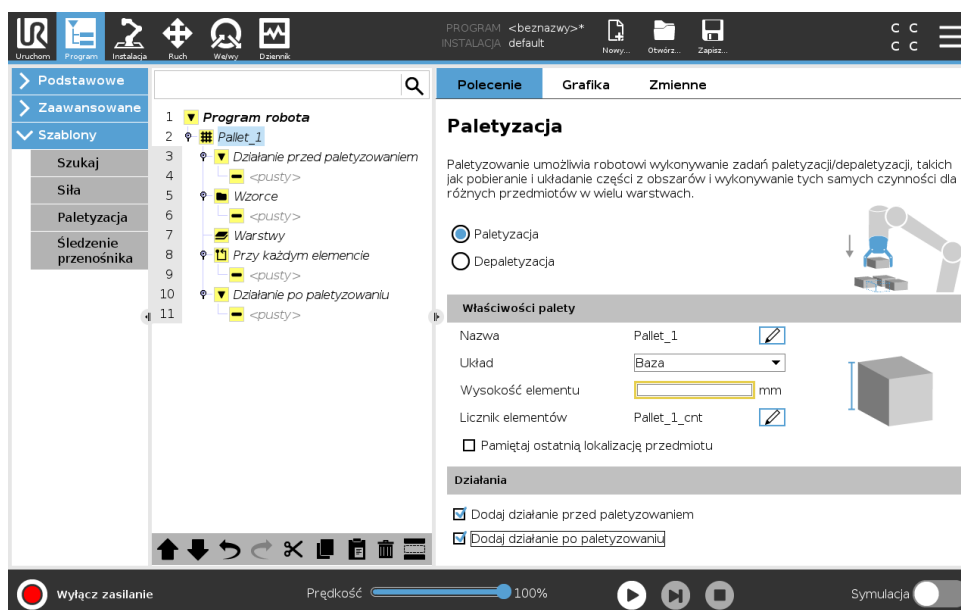 UR
Uruchom
Program
Instalacja
Ruch
We/wy
Dziennik
PROGRAM <beznazwy>*
INSTALACJA default
Nowy...
Otwórz...
Zapisz...
C C
C C
Podstawowe
Zaawansowane
Szablony
Szukaj
Siła
Paletyzacja
Śledzenie
przenośnika
1 Program robota
2 Pallet_1
3 Działanie przed paletyzowaniem
4 <pusty>
5 Wzorce
6 <pusty>
7 Warstwy
8 Przy każdym elemencie
9 <pusty>
10 Działanie po paletyzowaniu
11 <pusty>
Polecenie Grafika Zmienne
Paletyzacja
Paletyzowanie umożliwia robotowi wykonywanie zadań paletyzacji/depaletyzacji, takich
jak pobieranie i układanie części z obszarów i wykonywanie tych samych czynności dla
różnych przedmiotów w wielu warstwach.
Paletyzacja
Depaletyzacja
Właściwości palety
Nazwa Pallet_1
Układ Baza
Wysokość elementu mm
Licznik elementów Pallet_1_cnt
Pamiętaj ostatnią lokalizację przedmiotu
Działania
Dodaj działanie przed paletyzowaniem
Dodaj działanie po paletyzowaniu
Wyłącz zasilanie
Prędkość 100%
Symulacja